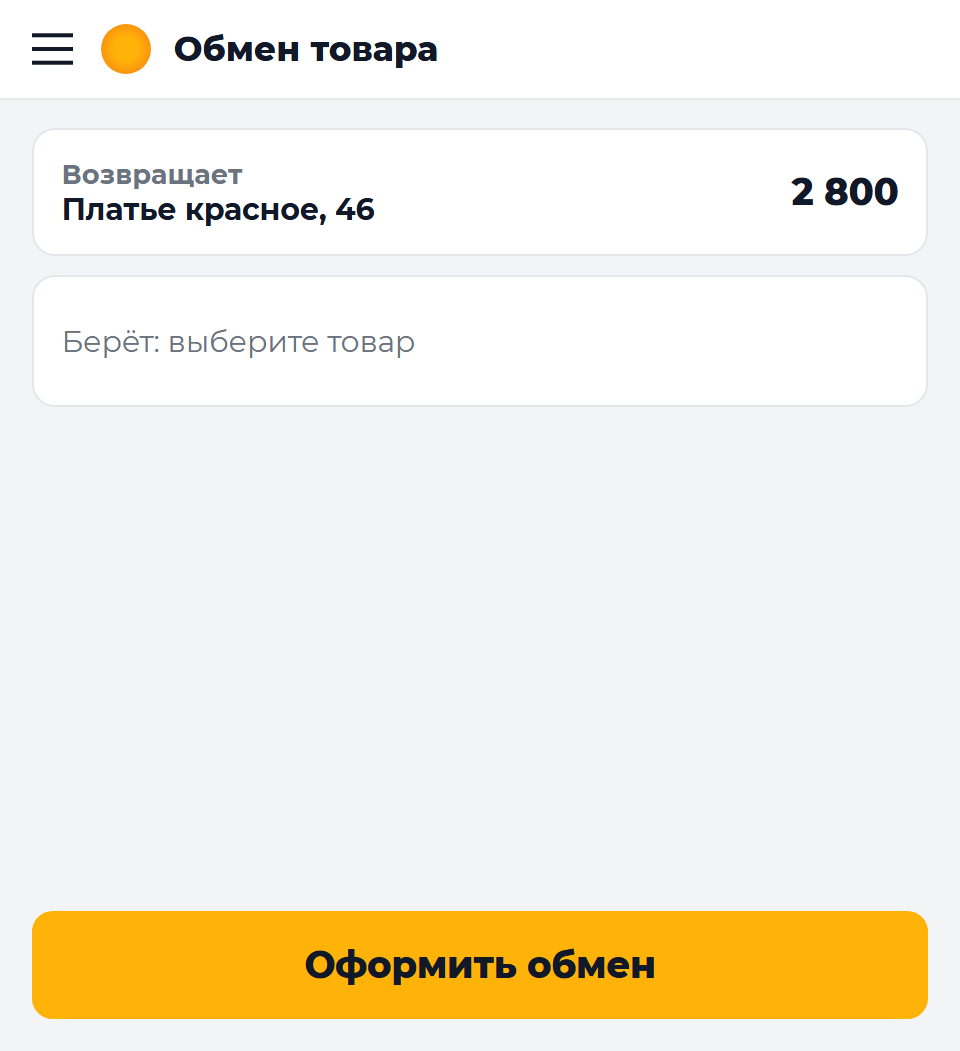 Обмен товара
Возвращает
Платье красное, 46
2 800
Берёт: выберите товар
Оформить обмен